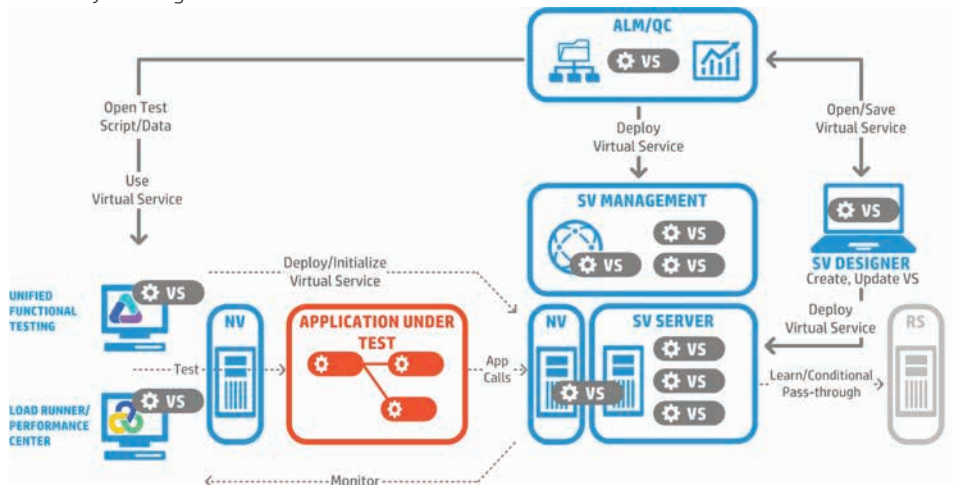 ALM/QC
VS
Open Test
Script/Data
Deploy
Virtual Service
Open/Save
Virtual Service
Use
Virtual Service
SV MANAGEMENT
VS
VS
VS
VS
SV DESIGNER
Create, Update VS
Deploy/Initialize
Virtual Service
UNIFIED
FUNCTIONAL
TESTING
VS
NV
APPLICATION UNDER
TEST
NV
SV SERVER
VS
VS
VS
VS
Deploy
Virtual Service
RS
Test
App
Calls
Learn/Conditional
Pass-through
LOAD RUNNER/
PERFORMANCE
CENTER
VS
Monitor